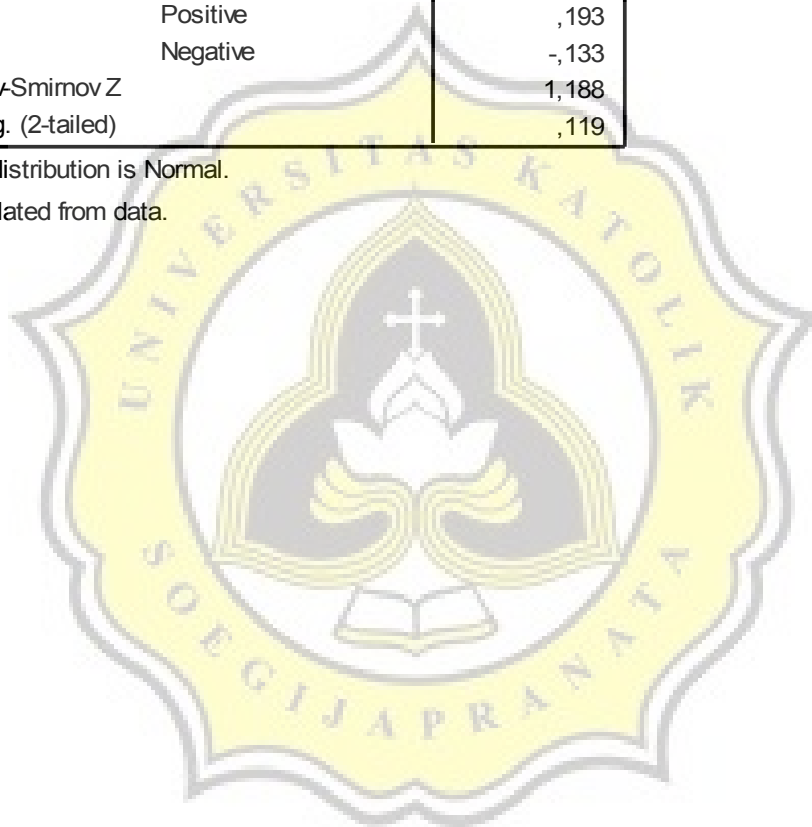 Positive ,193
Negative -,133
v-Smirnov Z 1,188
g. (2-tailed) ,119
distribution is Normal.
lated from data.
UNIVERSITAS KATOLIK
SOEGIJAPRANATA